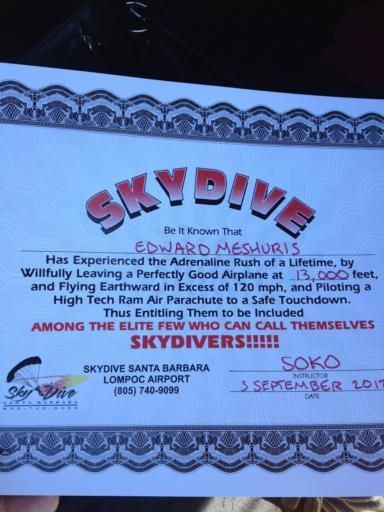 SKYDIVE
Be It Known That
EDWARD MESHURIS
Has Experienced the Adrenaline Rush of a Lifetime, by
Willfully Leaving a Perfectly Good Airplane at 13,000 feet,
and Flying Earthward in Excess of 120 mph, and Piloting a
High Tech Ram Air Parachute to a Safe Touchdown.
Thus Entitling Them to be Included
AMONG THE ELITE FEW WHO CAN CALL THEMSELVES
SKYDIVERS!!!!!
Sky Dive
SANTA BARBARA
805-740-9099
SKYDIVE SANTA BARBARA
LOMPOC AIRPORT
(805) 740-9099
SOKO
INSTRUCTOR
3 SEPTEMBER 2017
DATE